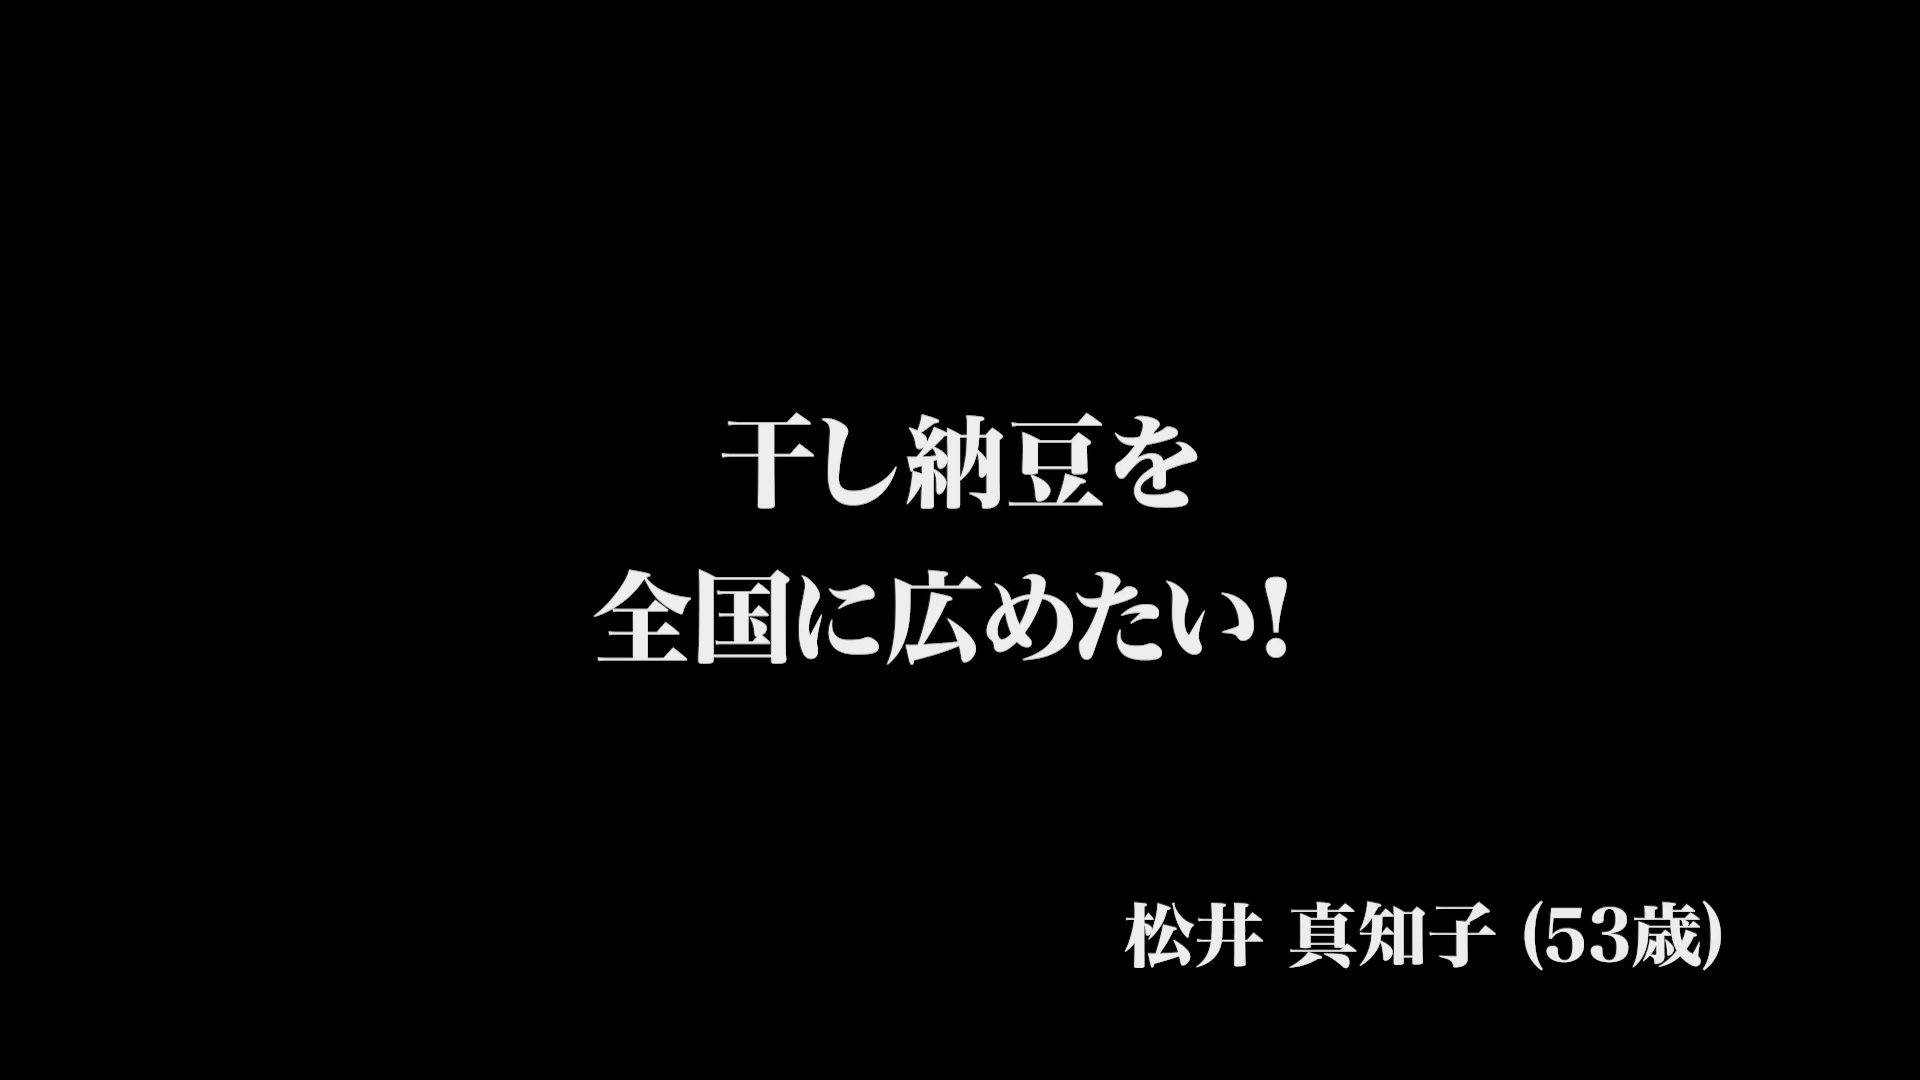 干し納豆を
全国に広めたい!
松井 真知子 (53歳)